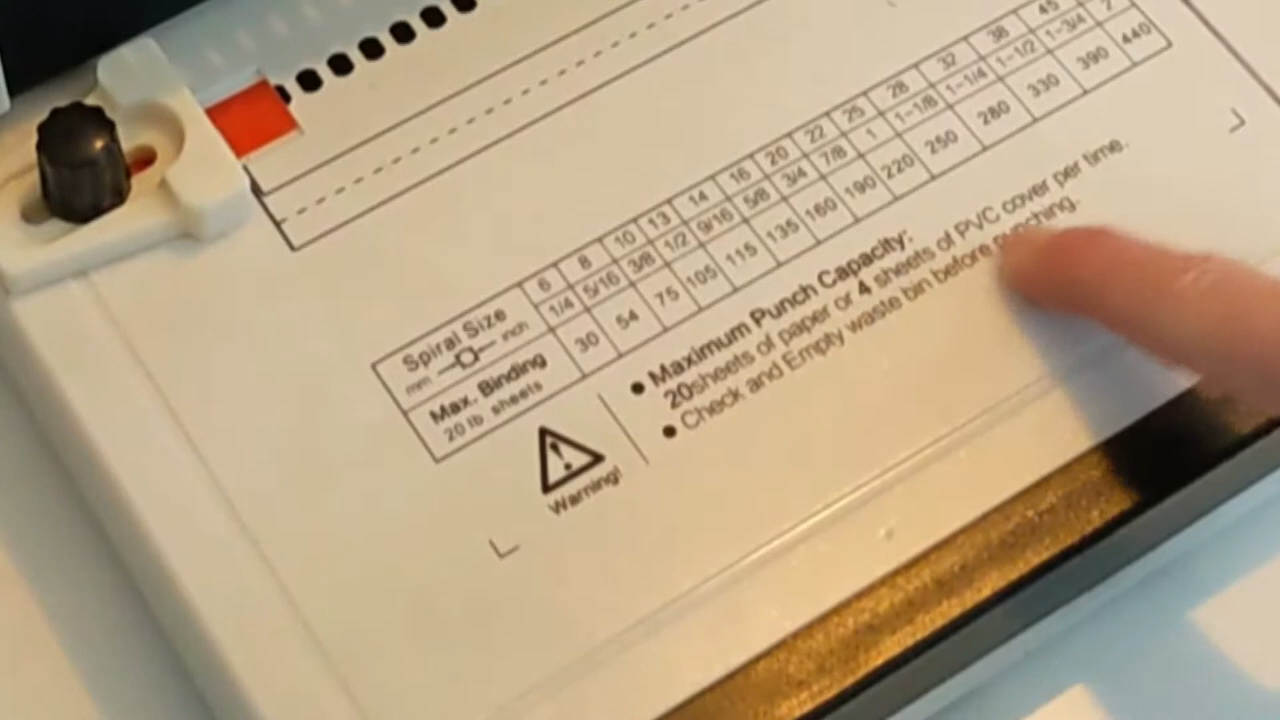 Spiral Size 6 8 10 13 14 16 20 22 25 28 32 38 45
mm inch 1/4 5/16 3/8 1/2 9/16 5/8 3/4 7/8 1 1-1/8 1-1/4 1-1/2 1-3/4 2
Max. Binding 30 54 75 105 115 135 160 190 220 250 280 330 390 440
20 lb sheets
Warning!
● Maximum Punch Capacity:
20sheets of paper or 4 sheets of PVC cover per time.
● Check and Empty waste bin before punching.